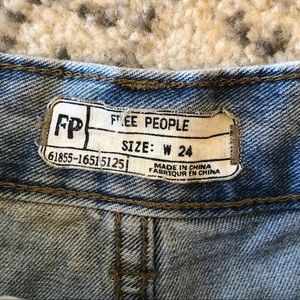 FP
FREE PEOPLE
SIZE: W 24
61855-16515125
MADE IN CHINA
FABRIQUÉ EN CHINE